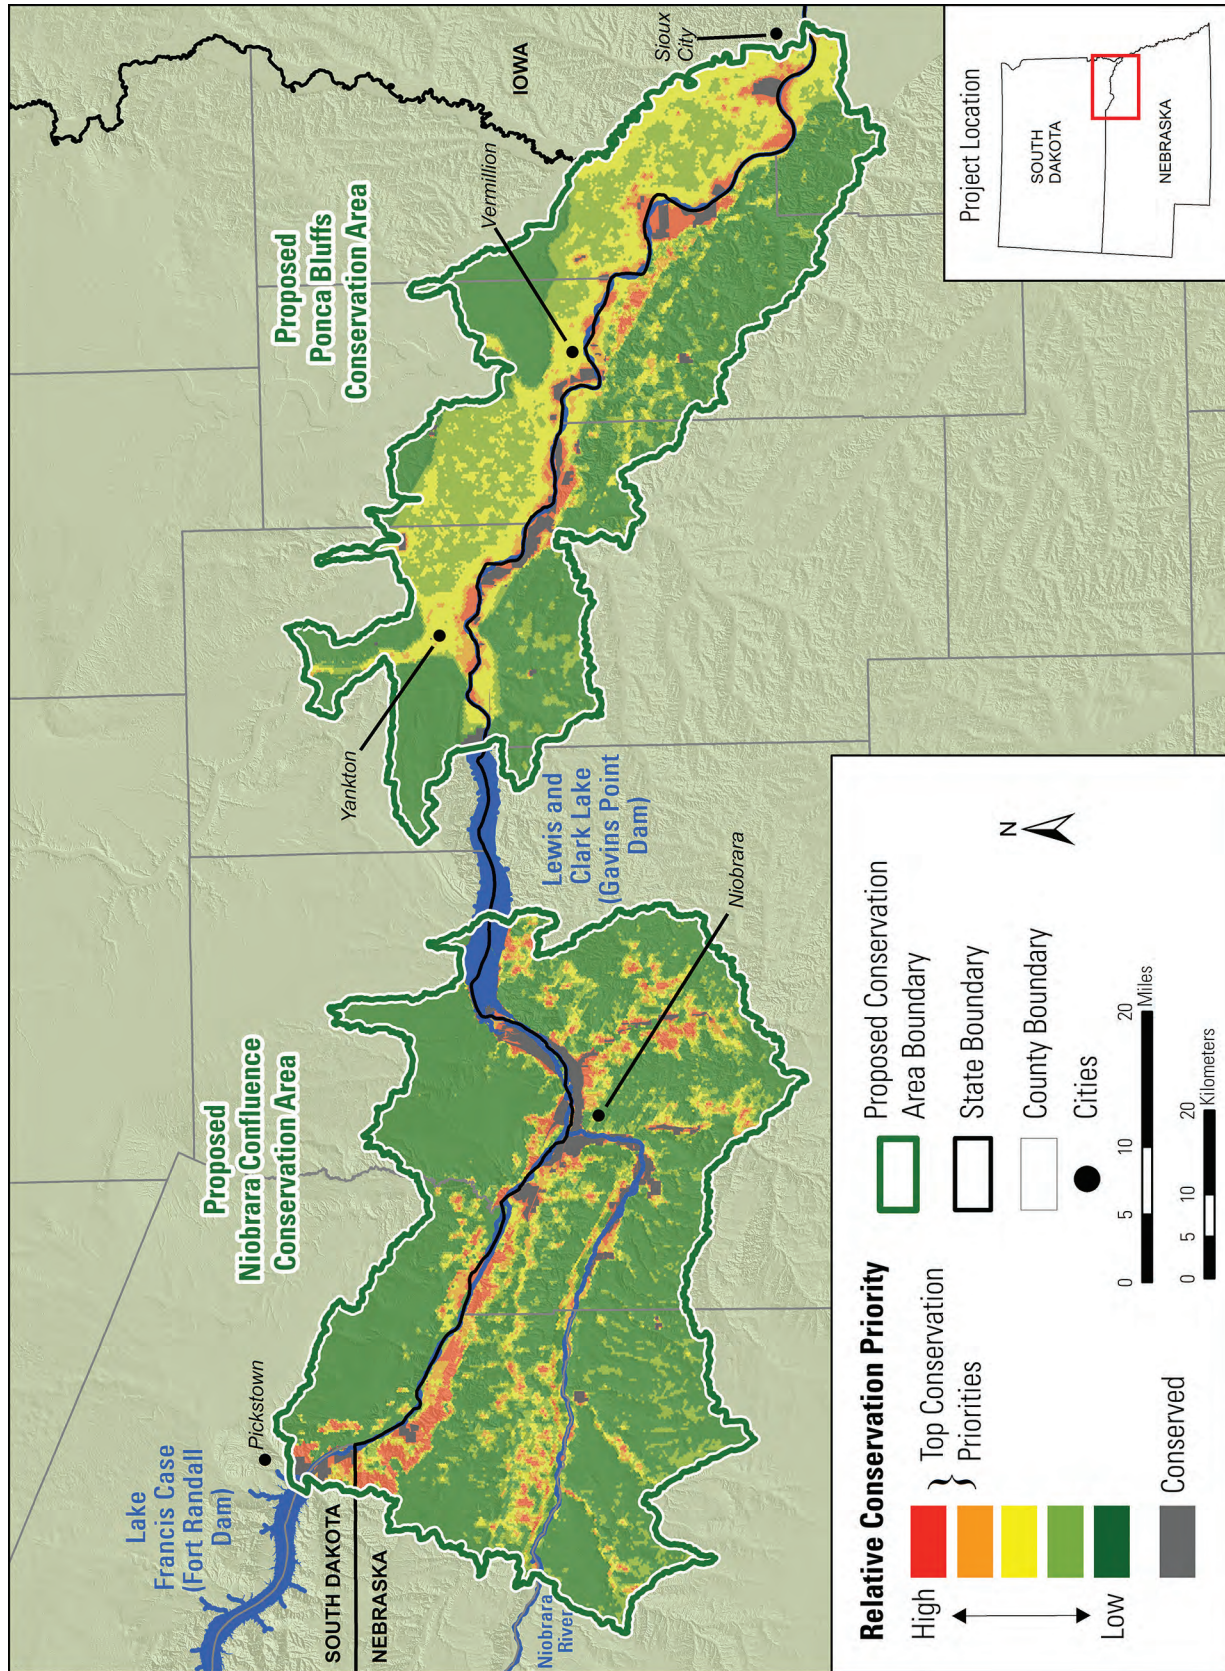 Lake
Francis Case
(Fort Randall
Dam)
Pickstown
SOUTH DAKOTA
NEBRASKA
Niobrara
River
Proposed
Niobrara Confluence
Conservation Area
Niobrara
Lewis and
Clark Lake
(Gavins Point
Dam)
Yankton
Proposed
Ponca Bluffs
Conservation Area
Vermillion
IOWA
Sioux
City
Relative Conservation Priority
High
Low
Top Conservation
Priorities
Conserved
Proposed Conservation
Area Boundary
State Boundary
County Boundary
Cities
0 5 10 20
Miles
0 5 10 20
Kilometers
N
Project Location
SOUTH
DAKOTA
NEBRASKA